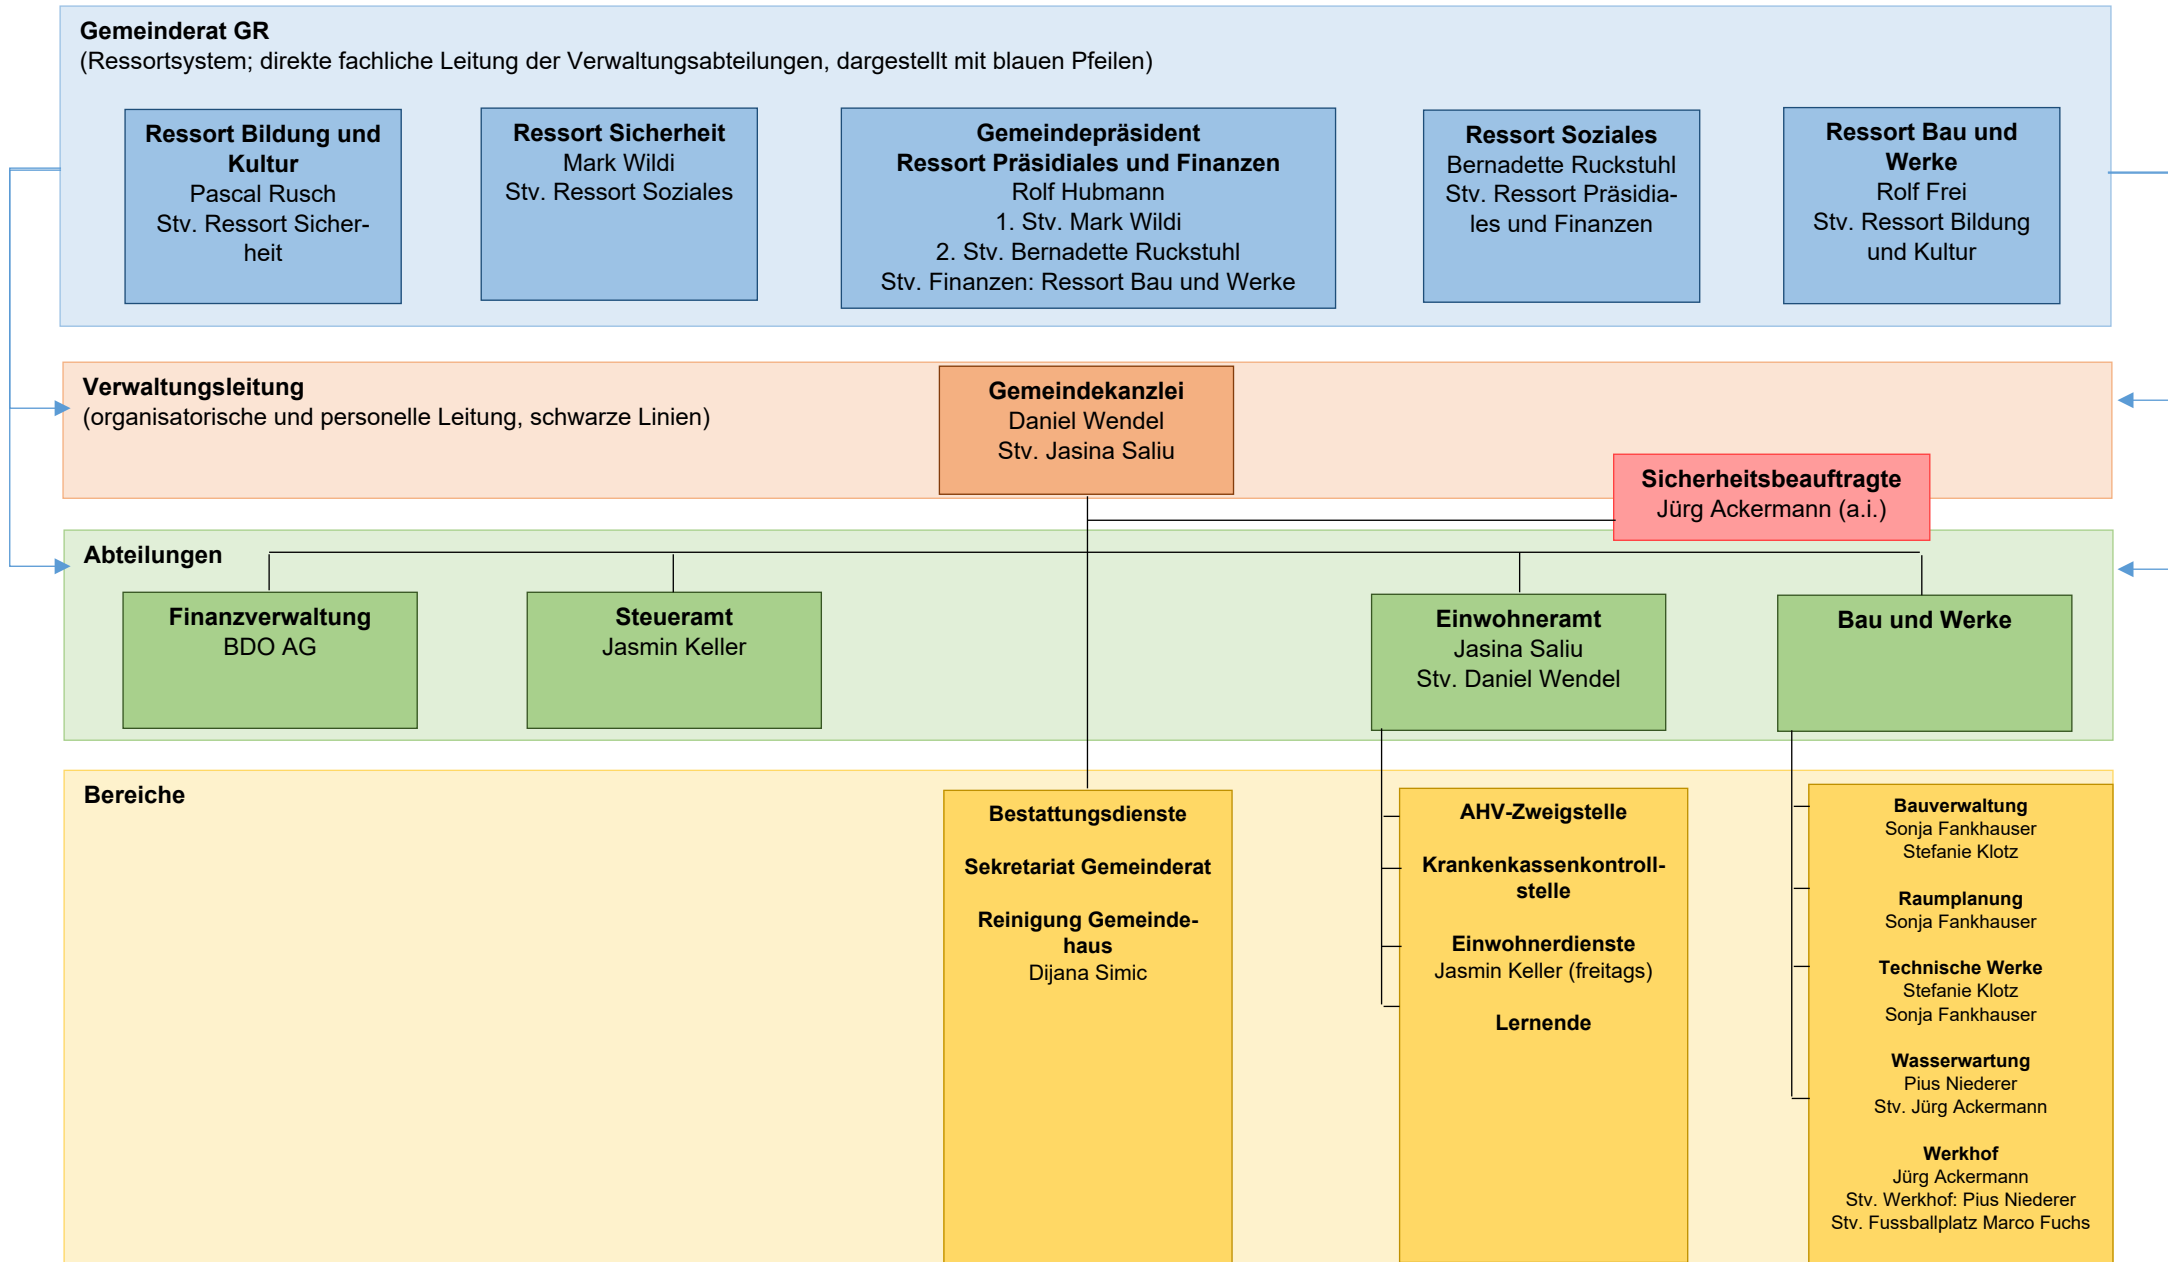 Gemeinderat GR
(Ressortsystem; direkte fachliche Leitung der Verwaltungsabteilungen, dargestellt mit blauen Pfeilen)
Ressort Bildung und
Kultur
Pascal Rusch
Stv. Ressort Sicher-
heit
Ressort Sicherheit
Mark Wildi
Stv. Ressort Soziales
Gemeindepräsident
Ressort Präsidiales und Finanzen
Rolf Hubmann
1. Stv. Mark Wildi
2. Stv. Bernadette Ruckstuhl
Stv. Finanzen: Ressort Bau und Werke
Ressort Soziales
Bernadette Ruckstuhl
Stv. Ressort Präsidia-
les und Finanzen
Ressort Bau und
Werke
Rolf Frei
Stv. Ressort Bildung
und Kultur
Verwaltungsleitung
(organisatorische und personelle Leitung, schwarze Linien)
Gemeindekanzlei
Daniel Wendel
Stv. Jasina Saliu
Sicherheitsbeauftragte
Jürg Ackermann (a.i.)
Abteilungen
Finanzverwaltung
BDO AG
Steueramt
Jasmin Keller
Einwohneramt
Jasina Saliu
Stv. Daniel Wendel
Bau und Werke
Bereiche
Bestattungsdienste
Sekretariat Gemeinderat
Reinigung Gemeinde-
haus
Dijana Simic
AHV-Zweigstelle
Krankenkassenkontroll-
stelle
Einwohnerdienste
Jasmin Keller (freitags)
Lernende
Bauverwaltung
Sonja Fankhauser
Stefanie Klotz
Raumplanung
Sonja Fankhauser
Technische Werke
Stefanie Klotz
Sonja Fankhauser
Wasserwartung
Pius Niederer
Stv. Jürg Ackermann
Werkhof
Jürg Ackermann
Stv. Werkhof: Pius Niederer
Stv. Fussballplatz Marco Fuchs